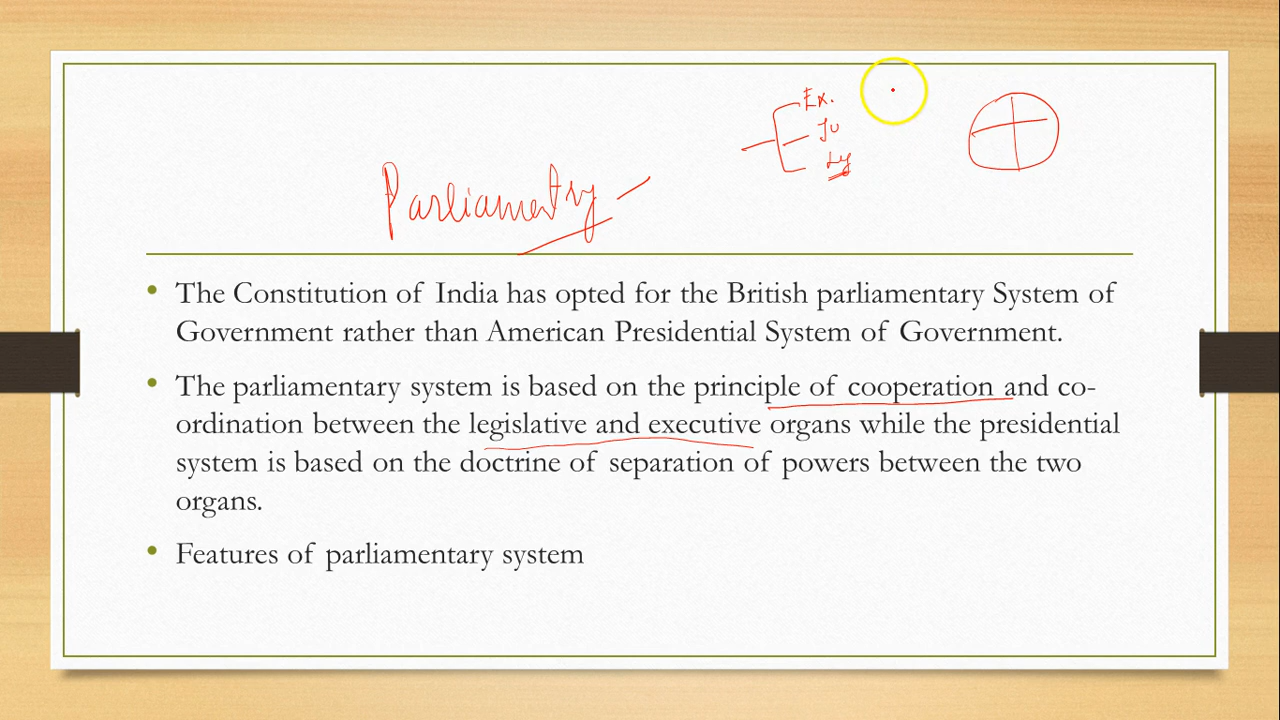 Ex.
Ju
Leg
Parliamentry
• The Constitution of India has opted for the British parliamentary System of
Government rather than American Presidential System of Government.
• The parliamentary system is based on the principle of cooperation and co-
ordination between the legislative and executive organs while the presidential
system is based on the doctrine of separation of powers between the two
organs.
• Features of parliamentary system